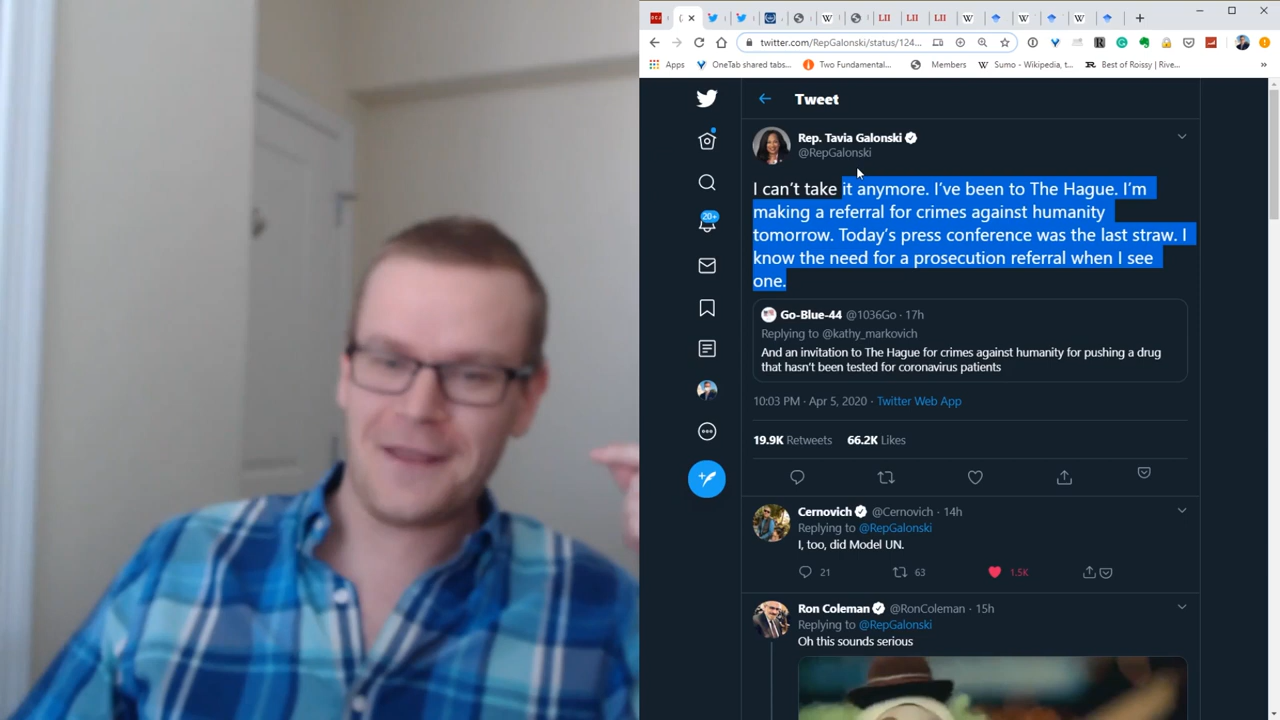 twitter.com/RepGalonski/status/124...
Apps
OneTab shared tabs...
Two Fundamental...
Members
Sumo - Wikipedia, t...
Best of Roissy | Rive...
»
Tweet
Rep. Tavia Galonski
@RepGalonski
I can't take it anymore. I've been to The Hague. I'm
making a referral for crimes against humanity
tomorrow. Today's press conference was the last straw. I
know the need for a prosecution referral when I see
one.
20+
Go-Blue-44 @1036Go · 17h
Replying to @kathy_markovich
And an invitation to The Hague for crimes against humanity for pushing a drug
that hasn't been tested for coronavirus patients
10:03 PM · Apr 5, 2020 · Twitter Web App
19.9K Retweets 66.2K Likes
Cernovich @Cernovich · 14h
Replying to @RepGalonski
I, too, did Model UN.
21 63 1.5K
Ron Coleman @RonColeman · 15h
Replying to @RepGalonski
Oh this sounds serious